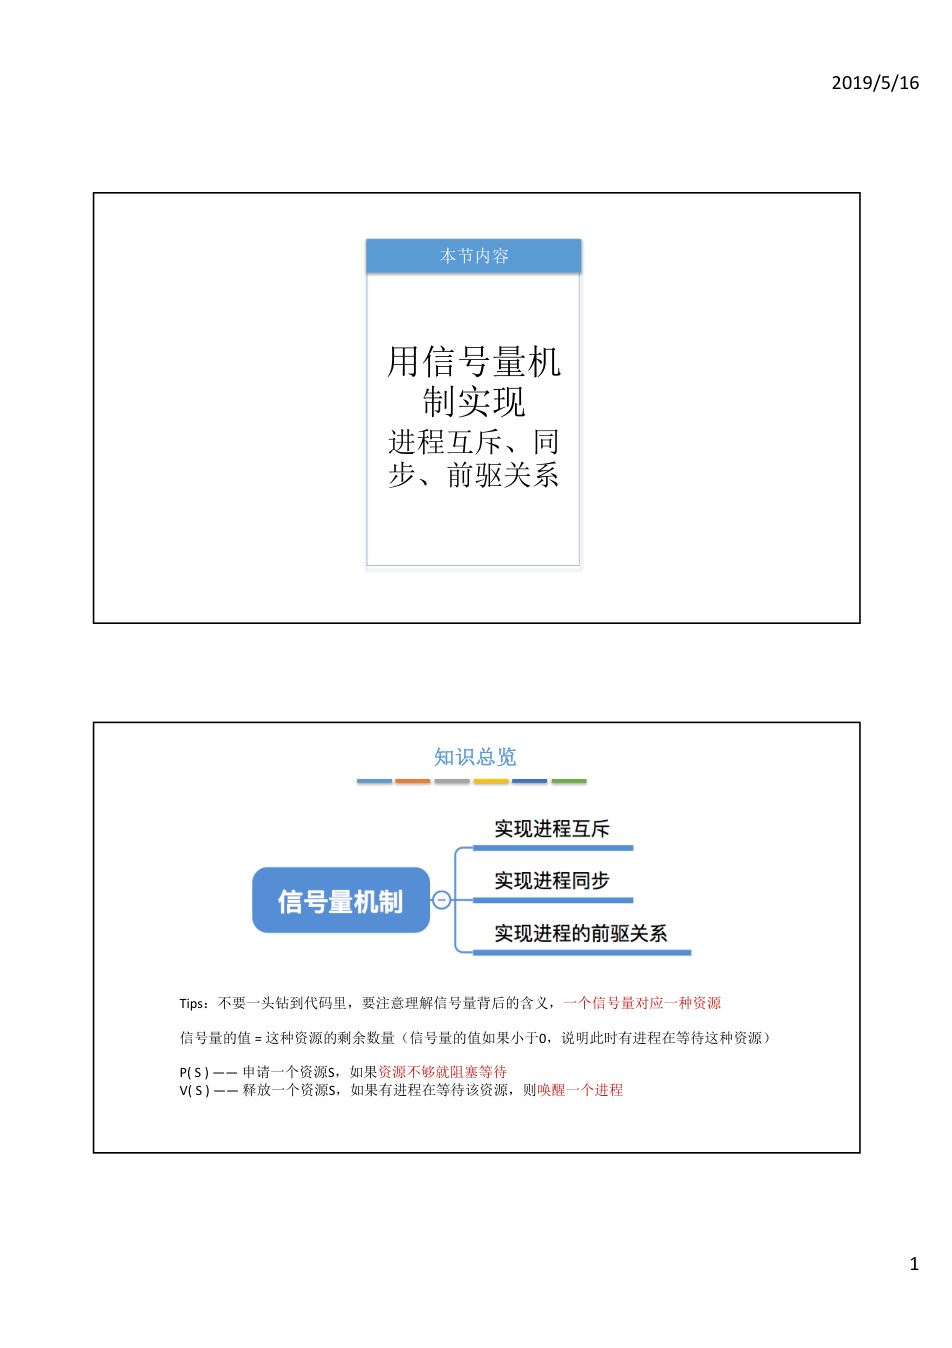 2019/5/16
本节内容
用信号量机
制实现
进程互斥、同
步、前驱关系
知识总览
信号量机制
实现进程互斥
实现进程同步
实现进程的前驱关系
Tips：不要一头钻到代码里，要注意理解信号量背后的含义，一个信号量对应一种资源
信号量的值 = 这种资源的剩余数量（信号量的值如果小于0，说明此时有进程在等待这种资源）
P( S ) —— 申请一个资源S，如果资源不够就阻塞等待
V( S ) —— 释放一个资源S，如果有进程在等待该资源，则唤醒一个进程
1